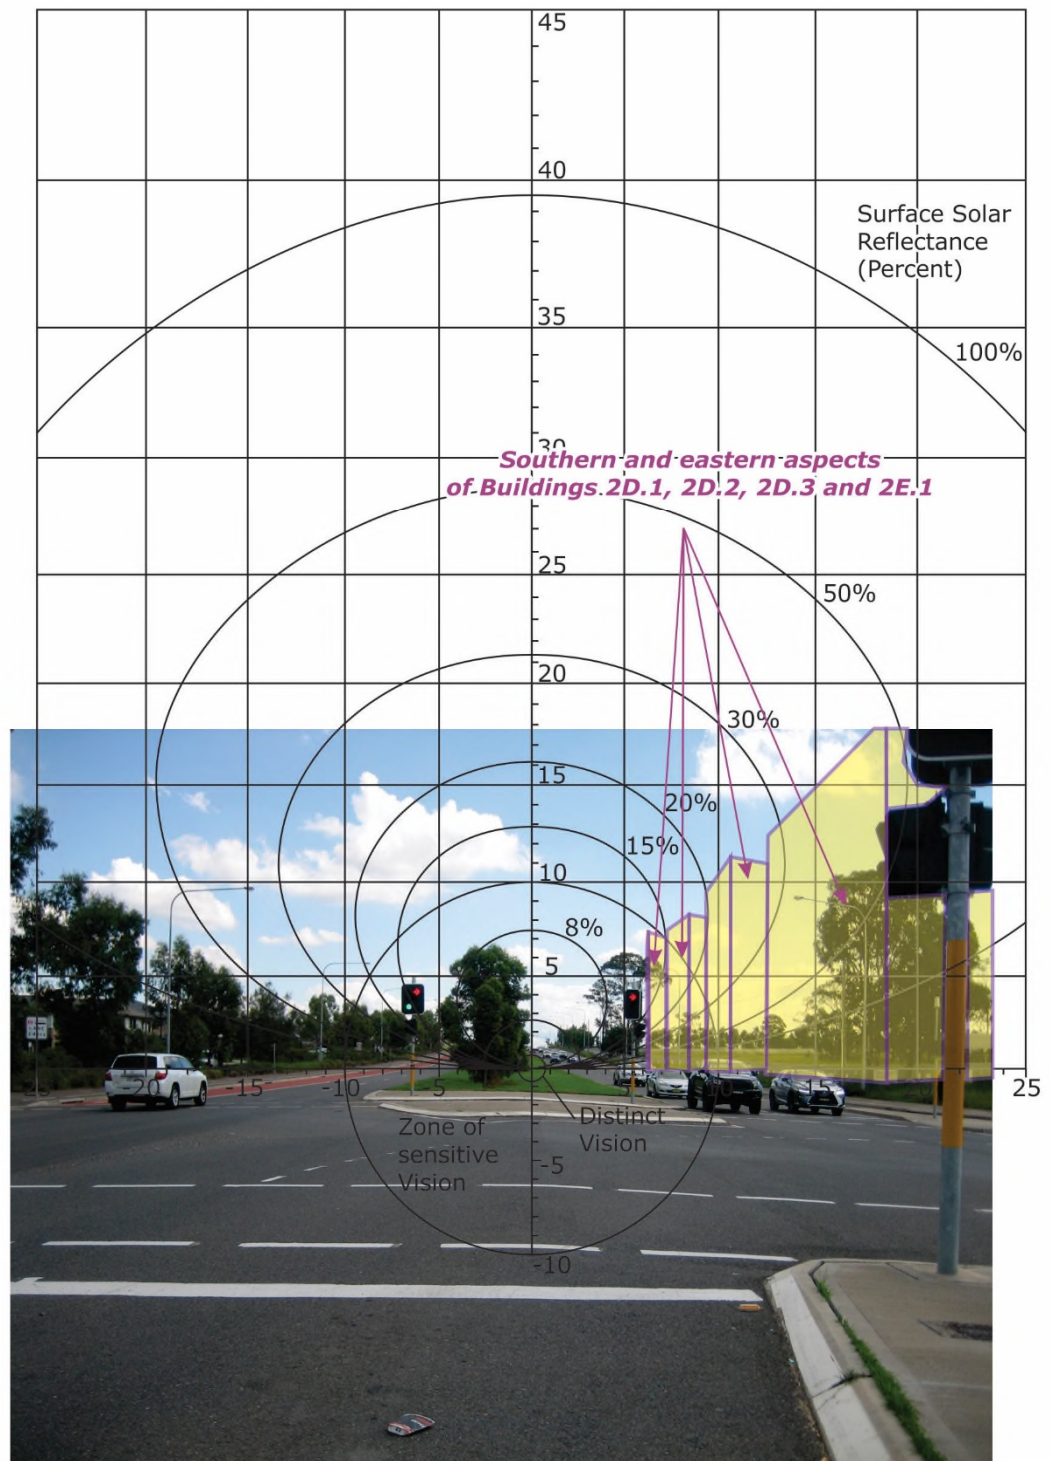 45
40
Surface Solar
Reflectance
(Percent)
35
100%
30
Southern and eastern aspects
of Buildings 2D.1, 2D.2, 2D.3 and 2E.1
25
50%
20
30%
15
20%
15%
10
8%
5
20
-15
-10
-5
10
15
25
Zone of
sensitive
Vision
Distinct
Vision
-5
-10